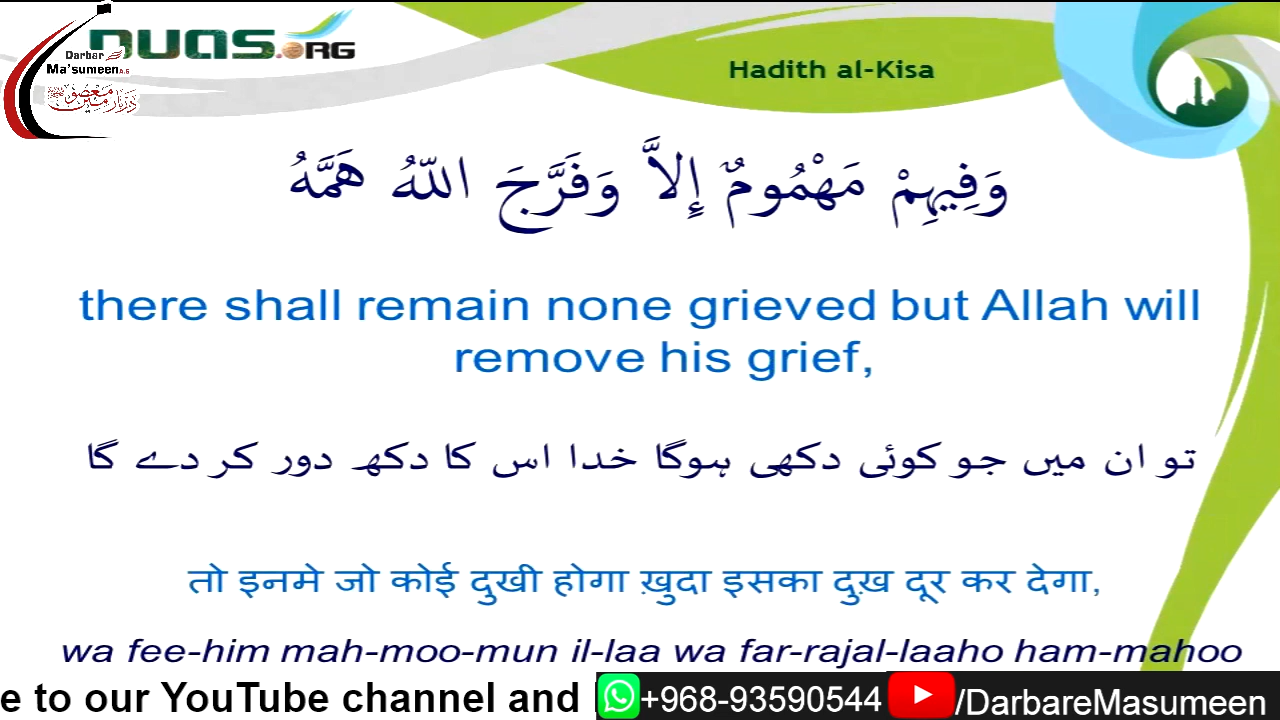 DUAS.ORG
Darbar
Ma'sumeen A.S
Hadith al-Kisa
وَفِيهِمْ مَهْمُومٌ إِلاَّ وَفَرَّجَ اللّهُ هَمَّهُ
there shall remain none grieved but Allah will
remove his grief,
تو ان میں جو کوئی دکھی ہوگا خدا اس کا دکھ دور کر دے گا
तो इनमे जो कोई दुखी होगा ख़ुदा इसका दुख़ दूर कर देगा,
wa fee-him mah-moo-mun il-laa wa far-rajal-laaho ham-mahoo
e to our YouTube channel and
+968-93590544
/DarbareMasumeen